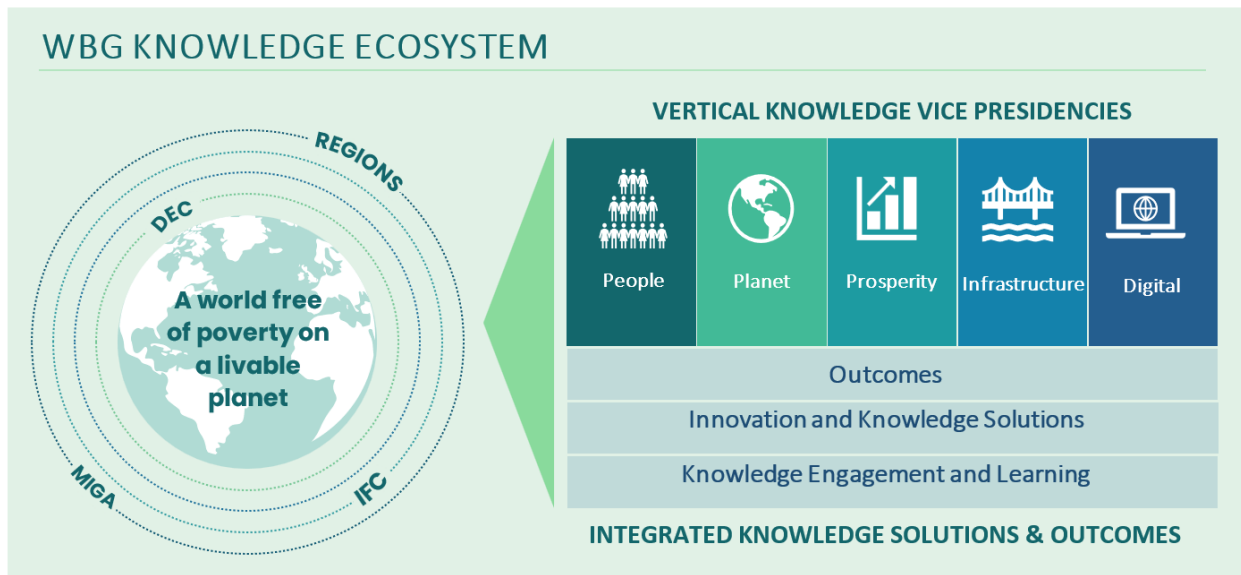 WBG KNOWLEDGE ECOSYSTEM
REGIONS
DEC
A world free
of poverty on
a livable
planet
MIGA
IFC
VERTICAL KNOWLEDGE VICE PRESIDENCIES
People
Planet
Prosperity
Infrastructure
Digital
Outcomes
Innovation and Knowledge Solutions
Knowledge Engagement and Learning
INTEGRATED KNOWLEDGE SOLUTIONS & OUTCOMES